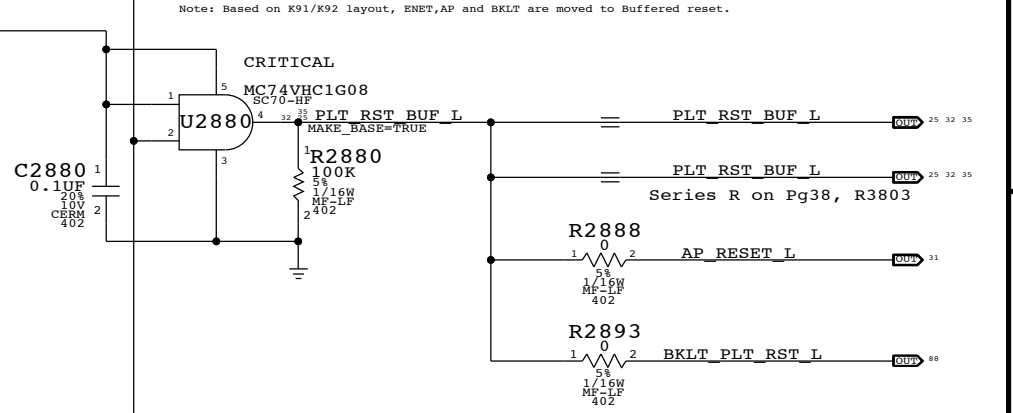 Note: Based on K91/K92 layout, ENET,AP and BKLT are moved to Buffered reset.
CRITICAL
5
MC74VHC1G08
SC70-HF
1
U2880
4
32
35
PLT_RST_BUF_L
MAKE_BASE=TRUE
PLT_RST_BUF_L
OUT
25 32 35
2
3
C2880
1
0.1UF
20%
10V
CERM
402
2
1
R2880
100K
5%
1/16W
MF-LF
402
2
PLT_RST_BUF_L
OUT
25 32 35
Series R on Pg38, R3803
R2888
0
1
2
AP_RESET_L
OUT
31
5%
1/16W
MF-LF
402
R2893
0
1
2
BKLT_PLT_RST_L
OUT
88
5%
1/16W
MF-LF
402